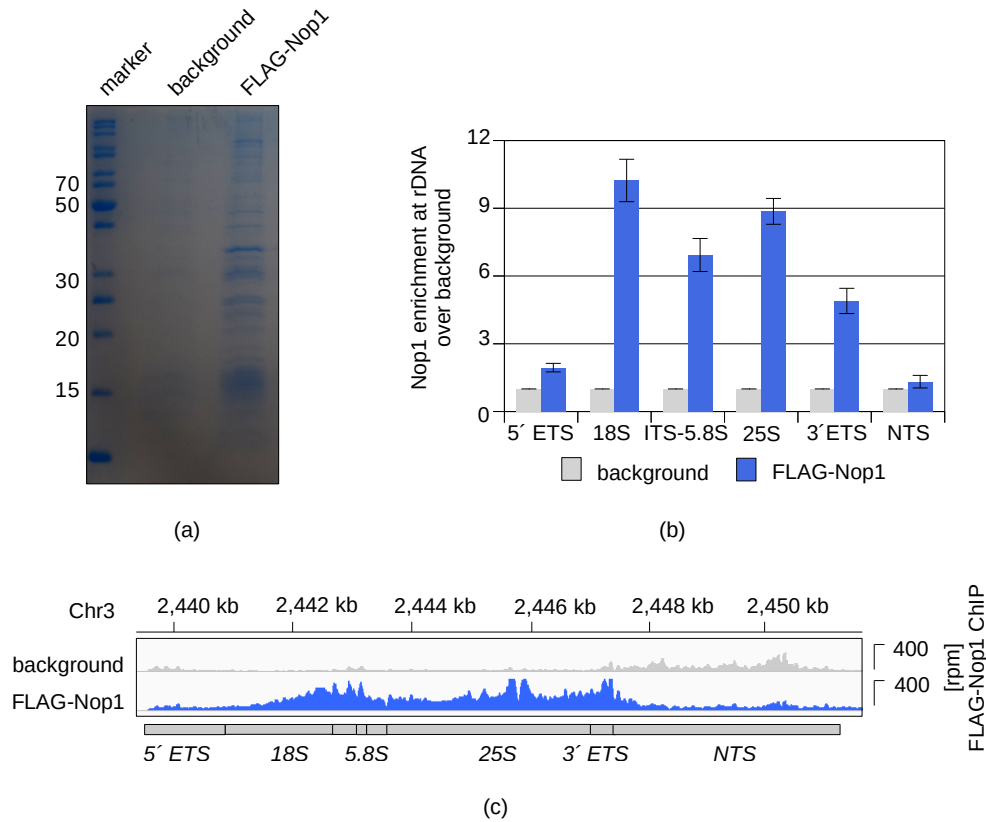 marker
background
FLAG-Nop1
70
50
30
20
15
(a)
Nop1 enrichment at rDNA
over background
12
9
6
3
0
5´ ETS 18S ITS-5.8S 25S 3´ETS NTS
background FLAG-Nop1
(b)
Chr3 2,440 kb 2,442 kb 2,444 kb 2,446 kb 2,448 kb 2,450 kb
background
FLAG-Nop1
400
400
[rpm]
FLAG-Nop1 ChIP
5´ ETS 18S 5.8S 25S 3´ ETS NTS
(c)